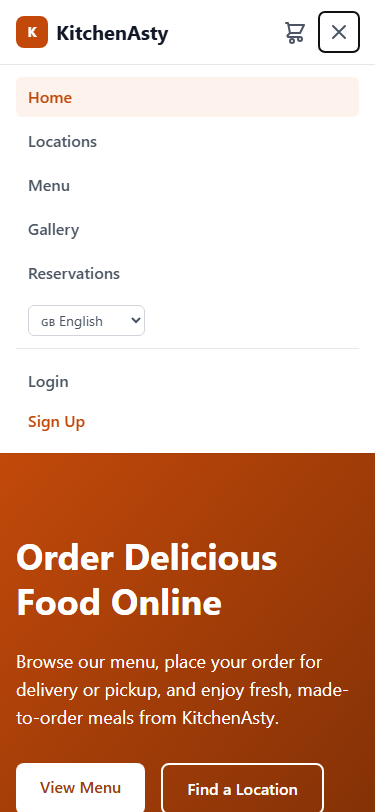 K KitchenAsty
Home
Locations
Menu
Gallery
Reservations
GB English
Login
Sign Up
Order Delicious
Food Online
Browse our menu, place your order for
delivery or pickup, and enjoy fresh, made-
to-order meals from KitchenAsty.
View Menu
Find a Location